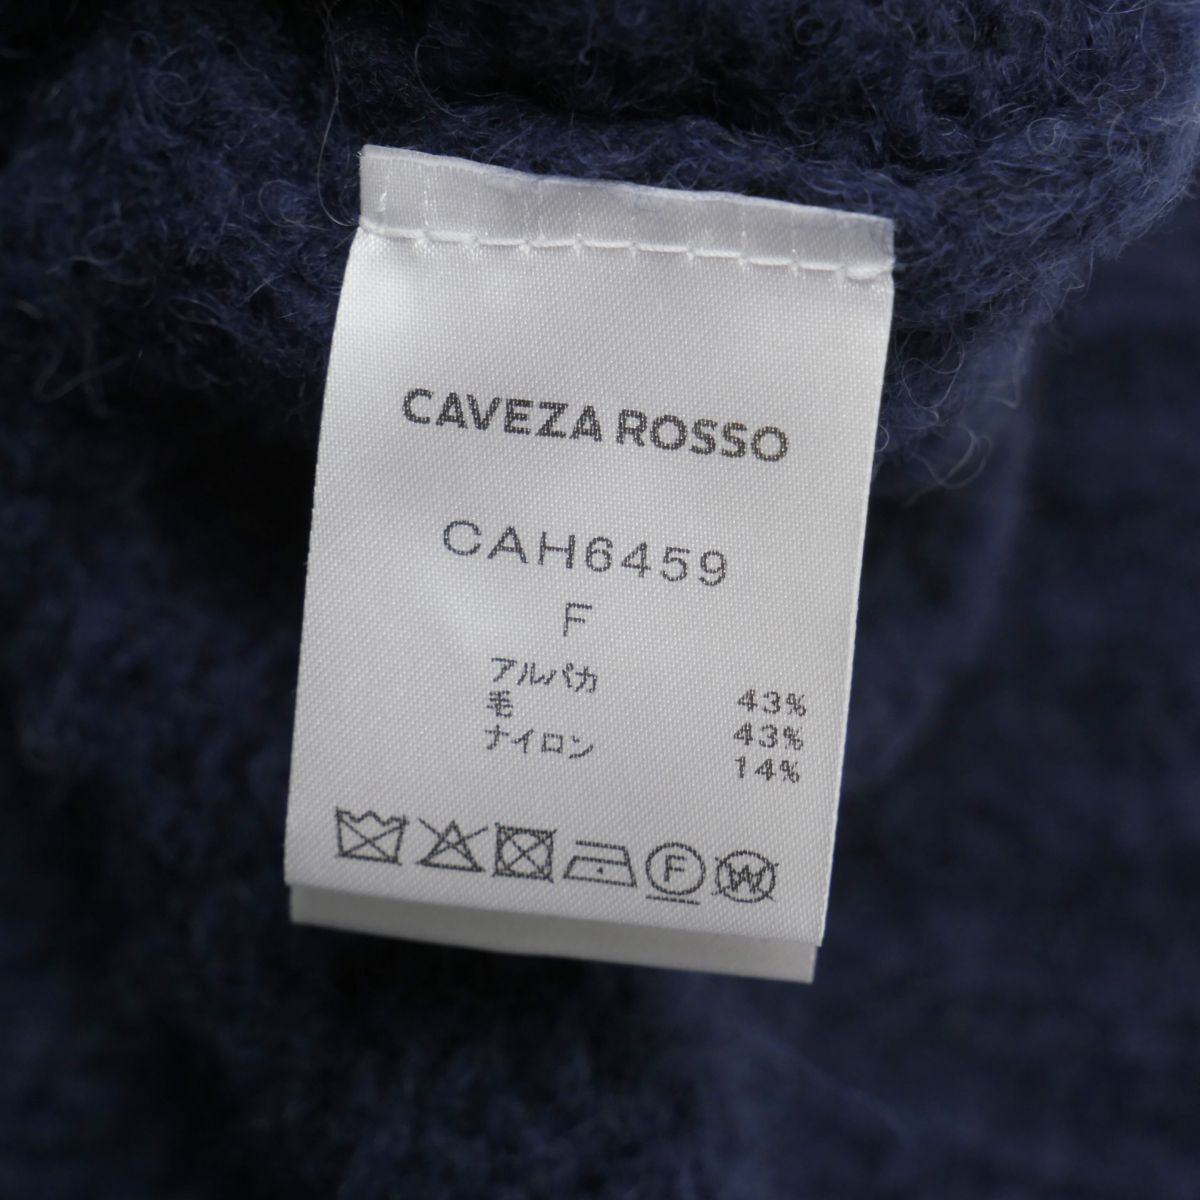 CAVEZA ROSSO
CAH6459
F
アルパカ 43%
毛 43%
ナイロン 14%
F W